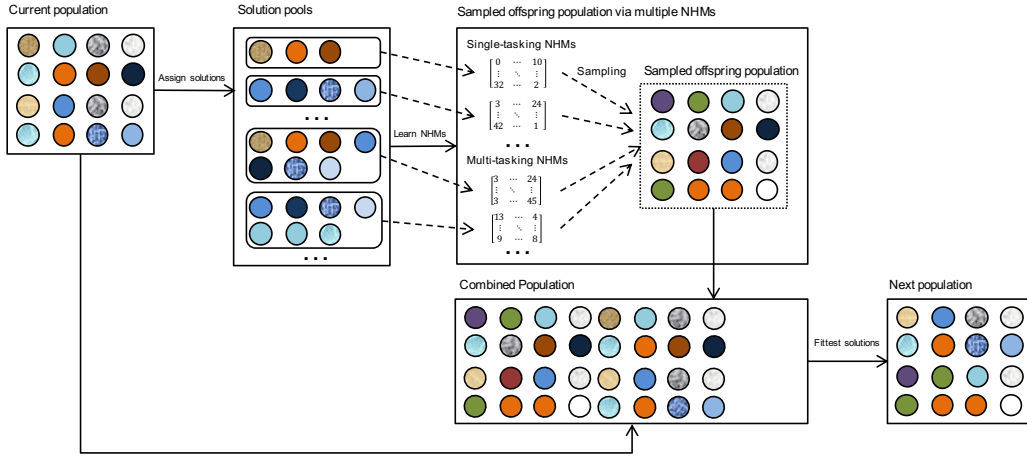 Current population
Solution pools
Sampled offspring population via multiple NHMs
Assign solutions
...
...
Learn NHMs
Single-tasking NHMs
0 ... 10
⋮ ⋱ ⋮
32 ... 2
3 ... 24
⋮ ⋱ ⋮
42 ... 1
...
Multi-tasking NHMs
3 ... 24
⋮ ⋱ ⋮
3 ... 45
13 ... 4
⋮ ⋱ ⋮
9 ... 8
...
Sampling
Sampled offspring population
Combined Population
Fittest solutions
Next population